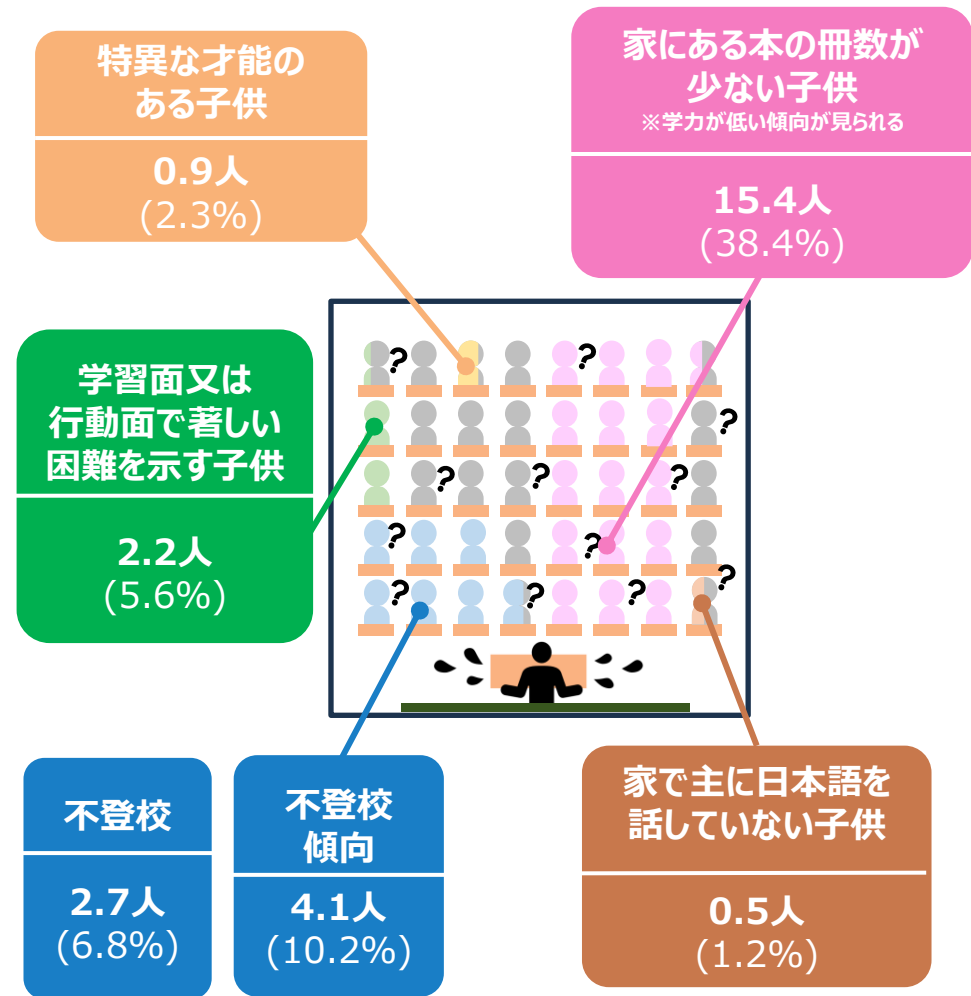 特異な才能の
ある子供
0.9人
(2.3%)
家にある本の冊数が
少ない子供
※学力が低い傾向が見られる
15.4人
(38.4%)
学習面又は
行動面で著しい
困難を示す子供
2.2人
(5.6%)
?
?
?
?
?
?
?
?
?
?
?
?
不登校
2.7人
(6.8%)
不登校
傾向
4.1人
(10.2%)
家で主に日本語を
話していない子供
0.5人
(1.2%)